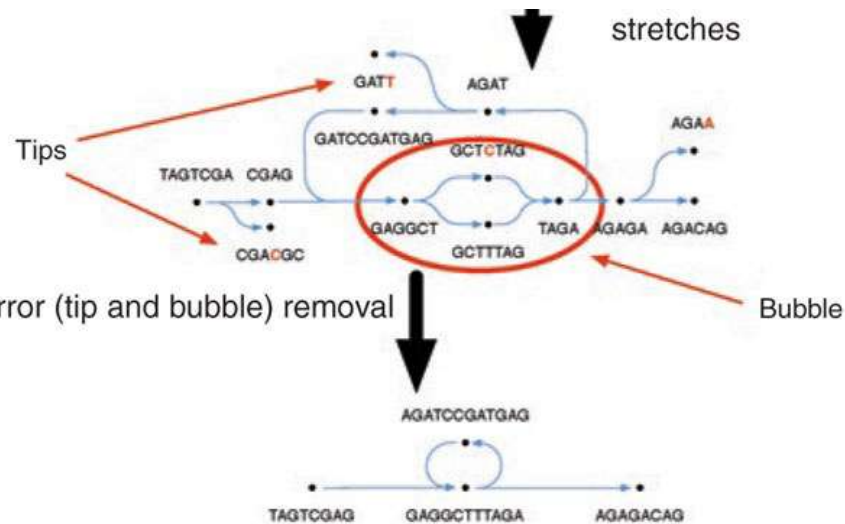 stretches
GATT
AGAT
AGAA
Tips
GATCCGATGAG
GCTCTAG
TAGTCGA CGAG
GAGGCT
TAGA
AGAGA
AGACAG
CGACGC
GCTTTAG
rror (tip and bubble) removal
Bubble
AGATCCGATGAG
TAGTCGAG
GAGGCTTTAGA
AGAGACAG